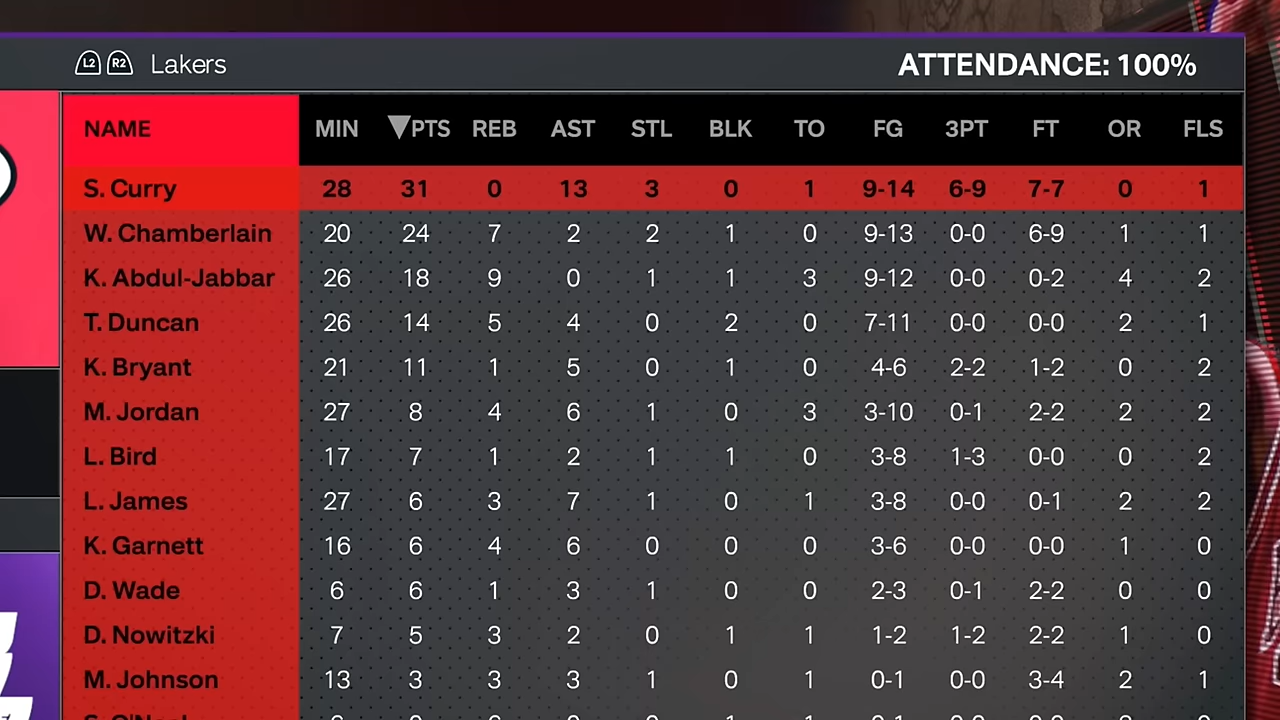 L2 R2 Lakers ATTENDANCE: 100%
NAME MIN ▼PTS REB AST STL BLK TO FG 3PT FT OR FLS
S. Curry 28 31 0 13 3 0 1 9-14 6-9 7-7 0 1
W. Chamberlain 20 24 7 2 2 1 0 9-13 0-0 6-9 1 1
K. Abdul-Jabbar 26 18 9 0 1 1 3 9-12 0-0 0-2 4 2
T. Duncan 26 14 5 4 0 2 0 7-11 0-0 0-0 2 1
K. Bryant 21 11 1 5 0 1 0 4-6 2-2 1-2 0 2
M. Jordan 27 8 4 6 1 0 3 3-10 0-1 2-2 2 2
L. Bird 17 7 1 2 1 1 0 3-8 1-3 0-0 0 2
L. James 27 6 3 7 1 0 1 3-8 0-0 0-1 2 2
K. Garnett 16 6 4 6 0 0 0 3-6 0-0 0-0 1 0
D. Wade 6 6 1 3 1 0 0 2-3 0-1 2-2 0 0
D. Nowitzki 7 5 3 2 0 1 1 1-2 1-2 2-2 1 0
M. Johnson 13 3 3 3 1 0 1 0-1 0-0 3-4 2 1